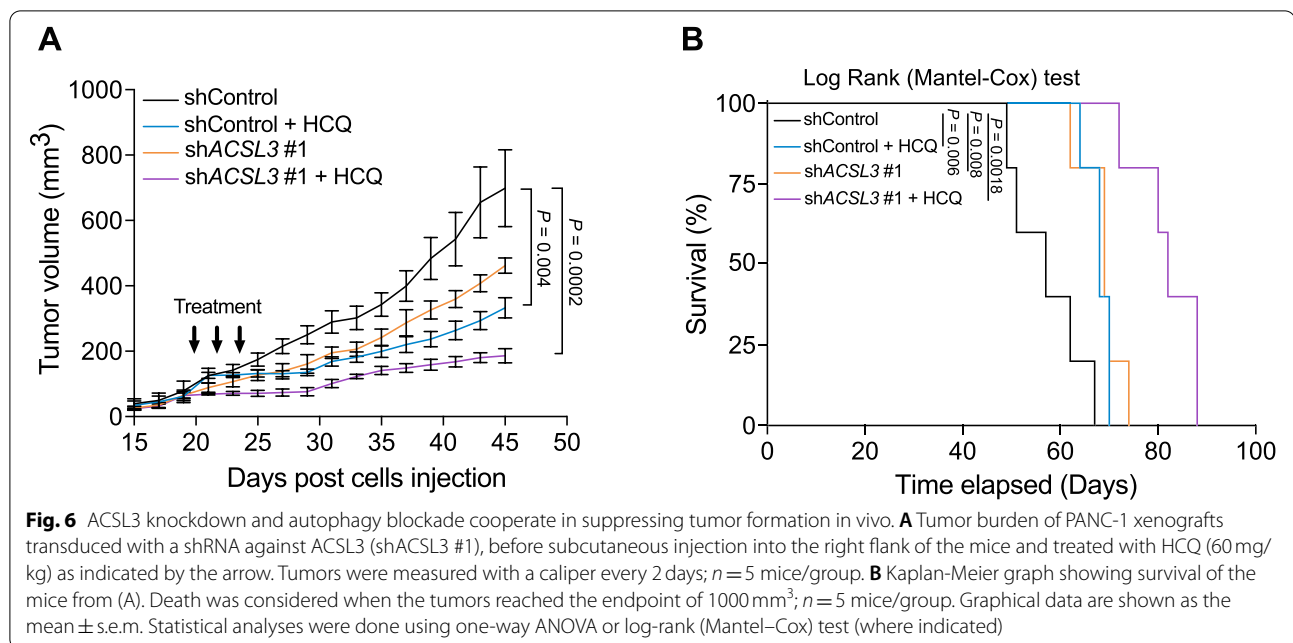 A
Tumor volume (mm³)
1000
800
600
400
200
0
shControl
shControl + HCQ
shACSL3 #1
shACSL3 #1 + HCQ
Treatment
P = 0.004
P = 0.0002
15 20 25 30 35 40 45 50
Days post cells injection
B
Log Rank (Mantel-Cox) test
Survival (%)
100
75
50
25
0
shControl
shControl + HCQ
shACSL3 #1
shACSL3 #1 + HCQ
P = 0.006
P = 0.008
P = 0.0018
0 20 40 60 80 100
Time elapsed (Days)
Fig. 6 ACSL3 knockdown and autophagy blockade cooperate in suppressing tumor formation in vivo. A Tumor burden of PANC-1 xenografts
transduced with a shRNA against ACSL3 (shACSL3 #1), before subcutaneous injection into the right flank of the mice and treated with HCQ (60 mg/
kg) as indicated by the arrow. Tumors were measured with a caliper every 2 days; n = 5 mice/group. B Kaplan-Meier graph showing survival of the
mice from (A). Death was considered when the tumors reached the endpoint of 1000 mm³; n = 5 mice/group. Graphical data are shown as the
mean ± s.e.m. Statistical analyses were done using one-way ANOVA or log-rank (Mantel–Cox) test (where indicated)